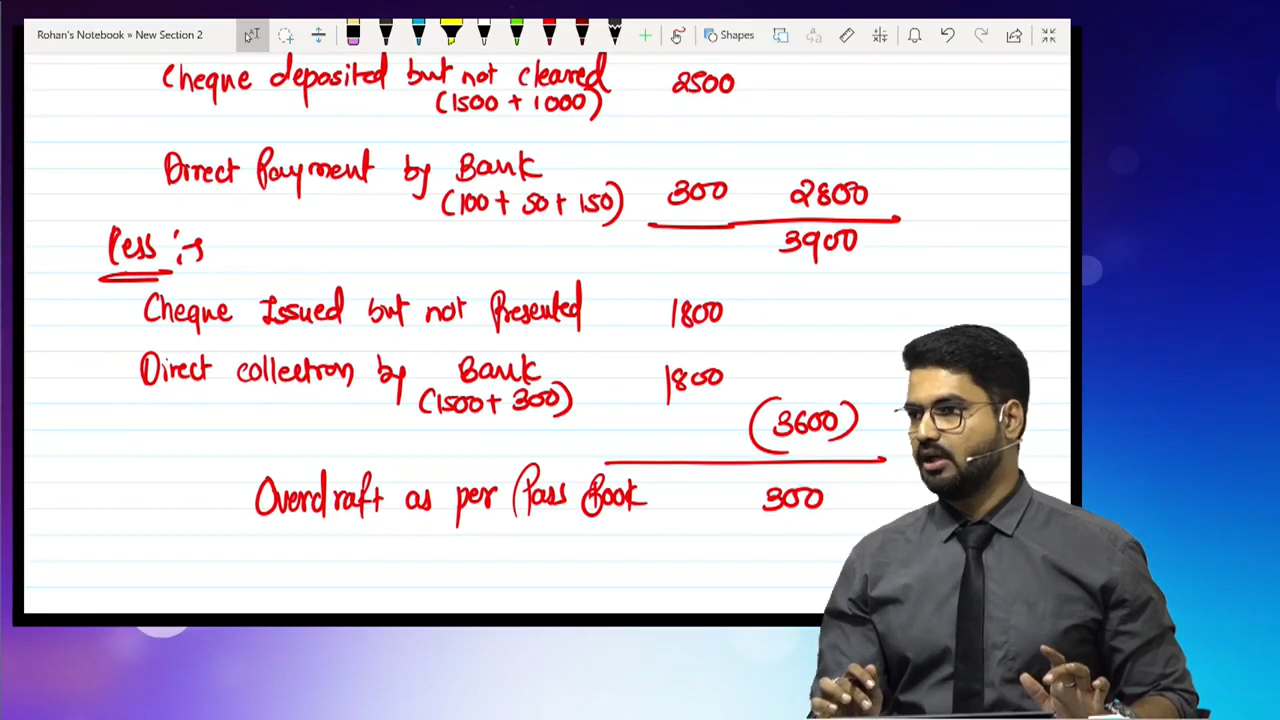 Rohan's Notebook » New Section 2
Shapes
Cheque deposited but not cleared 2500
(1500 + 1000)
Direct Payment by Bank
(100 + 50 + 150) 300 2800
3900
Less :-
Cheque Issued but not Presented 1800
Direct collection by Bank 1800
(1500 + 300)
(3600)
Overdraft as per Pass Book 300